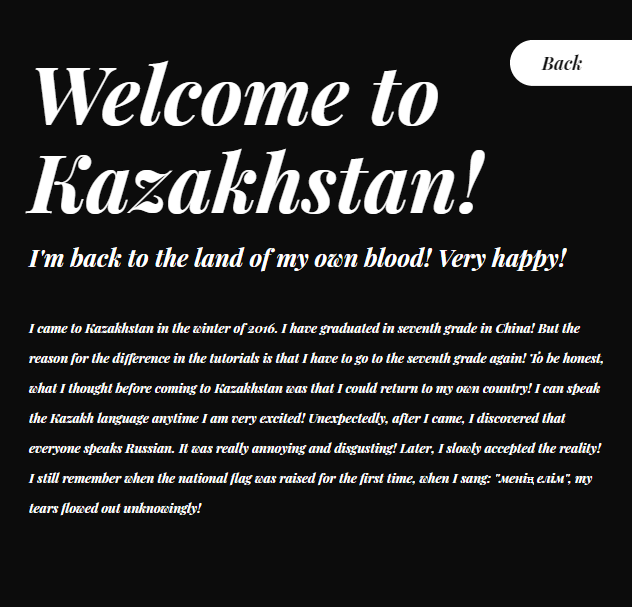 Back
Welcome to
Kazakhstan!
I'm back to the land of my own blood! Very happy!
I came to Kazakhstan in the winter of 2016. I have graduated in seventh grade in China! But the
reason for the difference in the tutorials is that I have to go to the seventh grade again! To be honest,
what I thought before coming to Kazakhstan was that I could return to my own country! I can speak
the Kazakh language anytime I am very excited! Unexpectedly, after I came, I discovered that
everyone speaks Russian. It was really annoying and disgusting! Later, I slowly accepted the reality!
I still remember when the national flag was raised for the first time, when I sang: "менің елім", my
tears flowed out unknowingly!